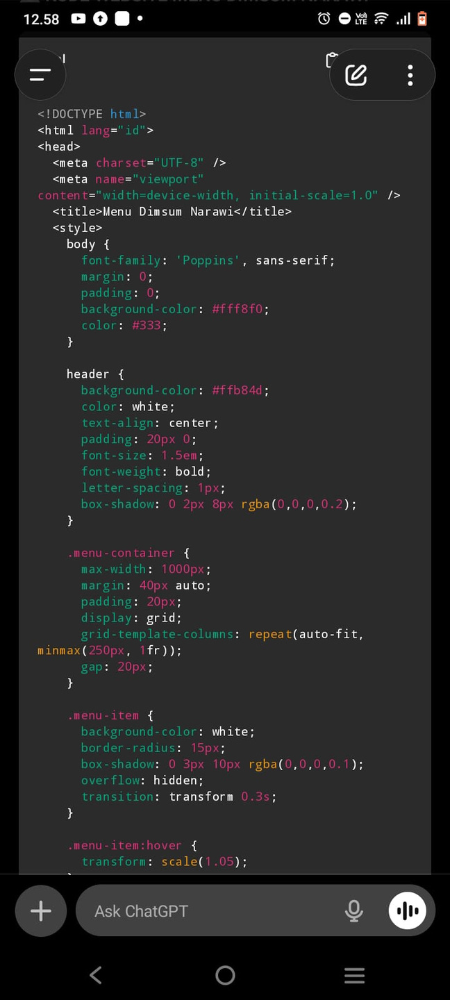 12.58
Vo)
LTE
<!DOCTYPE html>
<html lang="id">
<head>
<meta charset="UTF-8" />
<meta name="viewport"
content="width=device-width, initial-scale=1.0" />
<title>Menu Dimsum Narawi</title>
<style>
body {
font-family: 'Poppins', sans-serif;
margin: 0;
padding: 0;
background-color: #fff8f0;
color: #333;
}
header {
background-color: #ffb84d;
color: white;
text-align: center;
padding: 20px 0;
font-size: 1.5em;
font-weight: bold;
letter-spacing: 1px;
box-shadow: 0 2px 8px rgba(0,0,0,0.2);
}
.menu-container {
max-width: 1000px;
margin: 40px auto;
padding: 20px;
display: grid;
grid-template-columns: repeat(auto-fit,
minmax(250px, 1fr));
gap: 20px;
}
.menu-item {
background-color: white;
border-radius: 15px;
box-shadow: 0 3px 10px rgba(0,0,0,0.1);
overflow: hidden;
transition: transform 0.3s;
}
.menu-item:hover {
transform: scale(1.05);
Ask ChatGPT